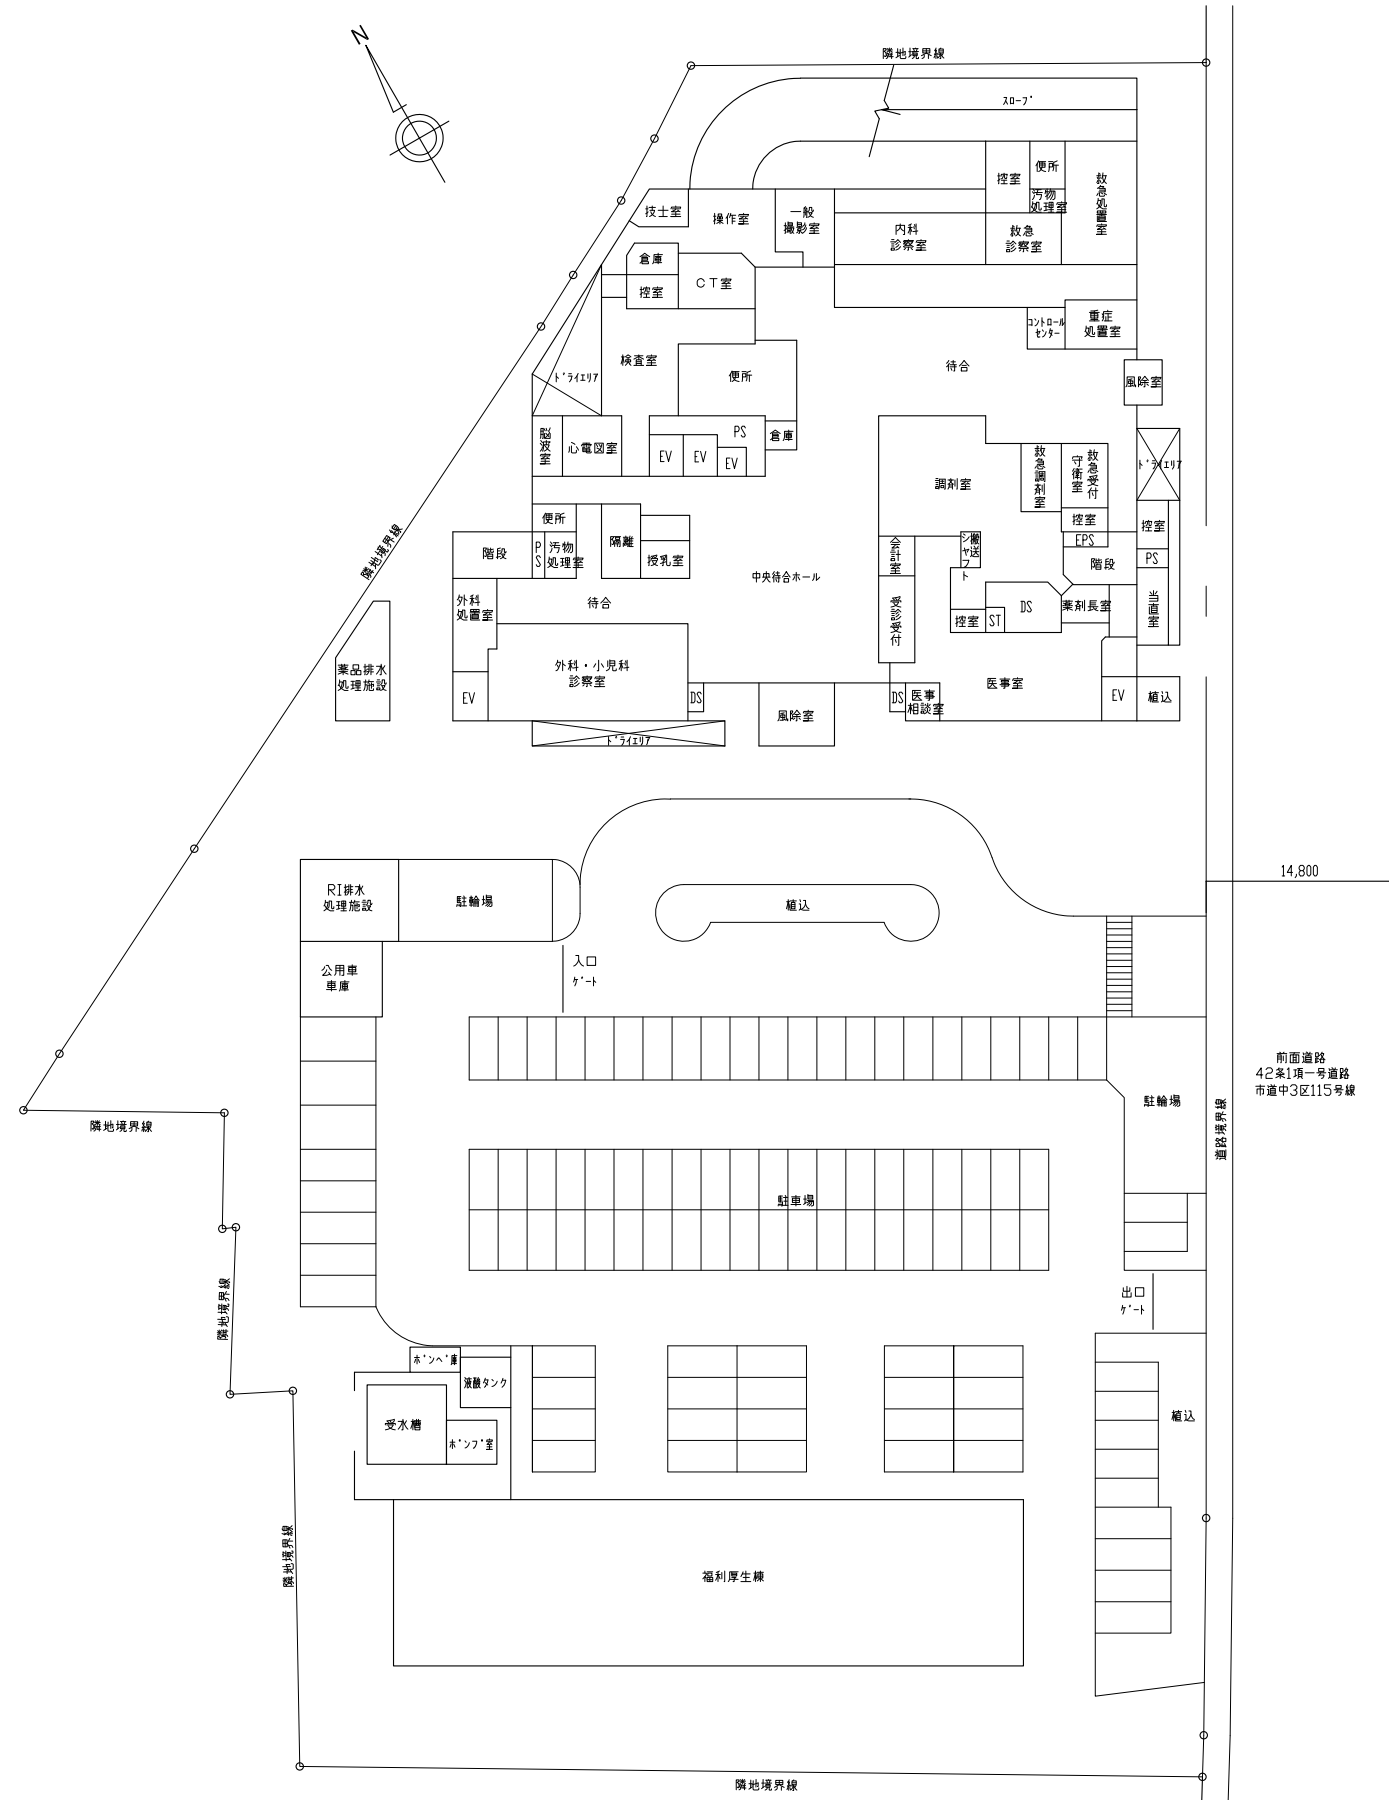 N
隣地境界線
スロープ
控室
便所
汚物
処理室
救急処置室
技士室
操作室
一般
撮影室
内科
診察室
救急
診察室
倉庫
控室
CT室
コントロール
センター
重症
処置室
検査室
便所
待合
風除室
ドライエリア
脳波室
心電図室
PS
倉庫
EV
EV
EV
調剤室
救急調剤室
救急受付
守衛室
控室
ドライエリア
便所
階段
PS
汚物
処理室
隔離
授乳室
中央待合ホール
会計室
搬送
シャフト
EPS
階段
控室
PS
隣地境界線
外科
処置室
待合
受診受付
控室
ST
DS
薬剤長室
当直室
薬品排水
処理施設
外科・小児科
診察室
EV
DS
風除室
DS
医事
相談室
医事室
EV
植込
ドライエリア
14,800
RI排水
処理施設
駐輪場
植込
公用車
車庫
入口
ゲート
前面道路
42条1項一号道路
市道中3区115号線
駐輪場
道路境界線
隣地境界線
駐車場
隣地境界線
出口
ゲート
ボンベ庫
液酸タンク
受水槽
ポンプ室
植込
隣地境界線
福利厚生棟
隣地境界線